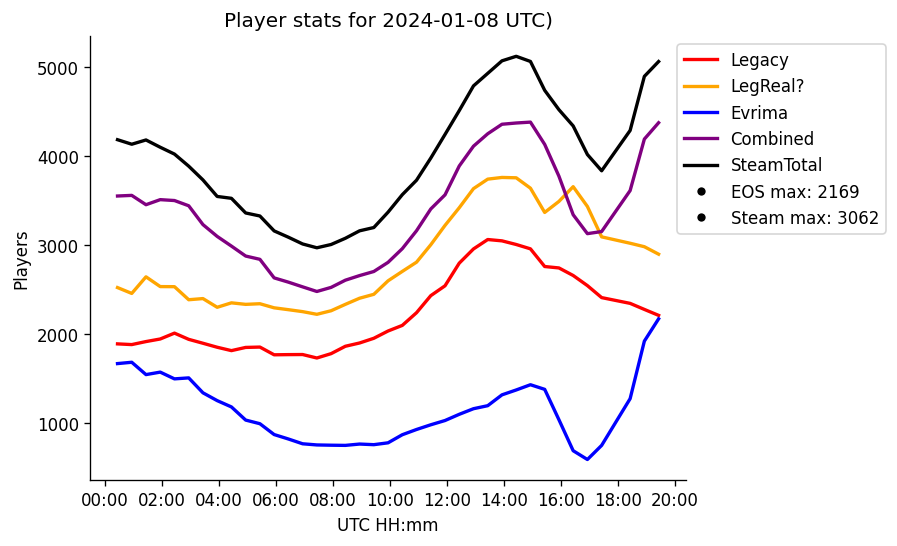 Player stats for 2024-01-08 UTC)
Players
5000
4000
3000
2000
1000
00:00 02:00 04:00 06:00 08:00 10:00 12:00 14:00 16:00 18:00 20:00
UTC HH:mm
Legacy
LegReal?
Evrima
Combined
SteamTotal
EOS max: 2169
Steam max: 3062